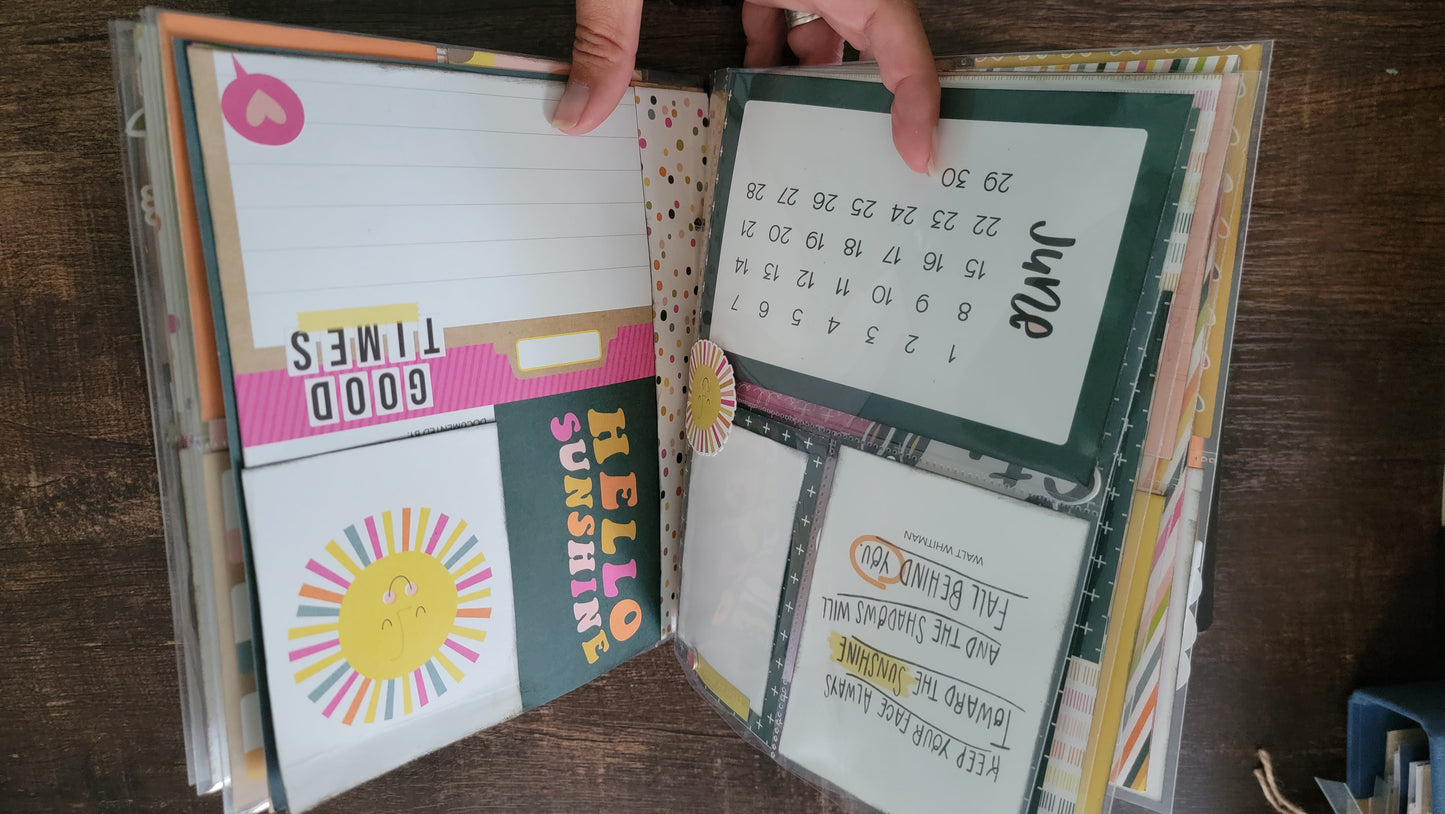 KEEP YOUR FACE ALWAYS
TOWARD THE SUNSHINE
AND THE SHADOWS WILL
FALL BEHIND YOU.
WALT WHITMAN
June
1 2 3 4 5 6 7
8 9 10 11 12 13 14
15 16 17 18 19 20 21
22 23 24 25 26 27 28
29 30
HELLO
SUNSHINE
DOCUMENTED BY:
GOOD
TIMES